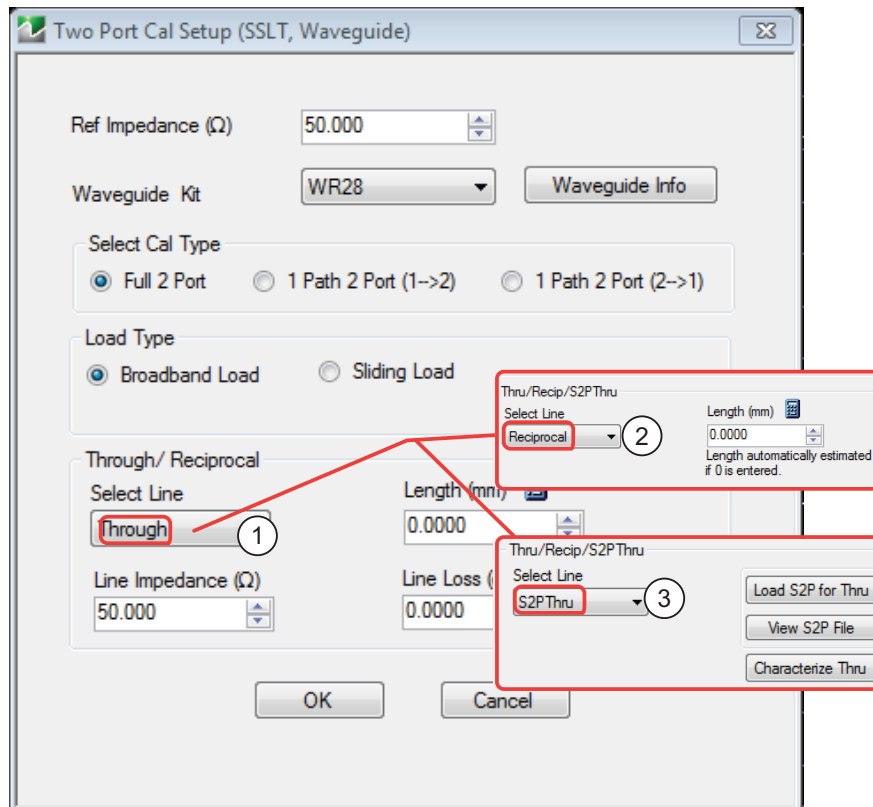 Two Port Cal Setup (SSLT, Waveguide)
Ref Impedance (Ω)
50.000
Waveguide Kit
WR28
Waveguide Info
Select Cal Type
Full 2 Port
1 Path 2 Port (1-->2)
1 Path 2 Port (2-->1)
Load Type
Broadband Load
Sliding Load
Through/ Reciprocal
Select Line
Through
1
Length (mm)
0.0000
Line Impedance (Ω)
50.000
Line Loss (
0.0000
Thru/Recip/S2PThru
Select Line
Reciprocal
2
Length (mm)
0.0000
Length automatically estimated
if 0 is entered.
Thru/Recip/S2PThru
Select Line
S2PThru
3
Load S2P for Thru
View S2P File
Characterize Thru
OK
Cancel